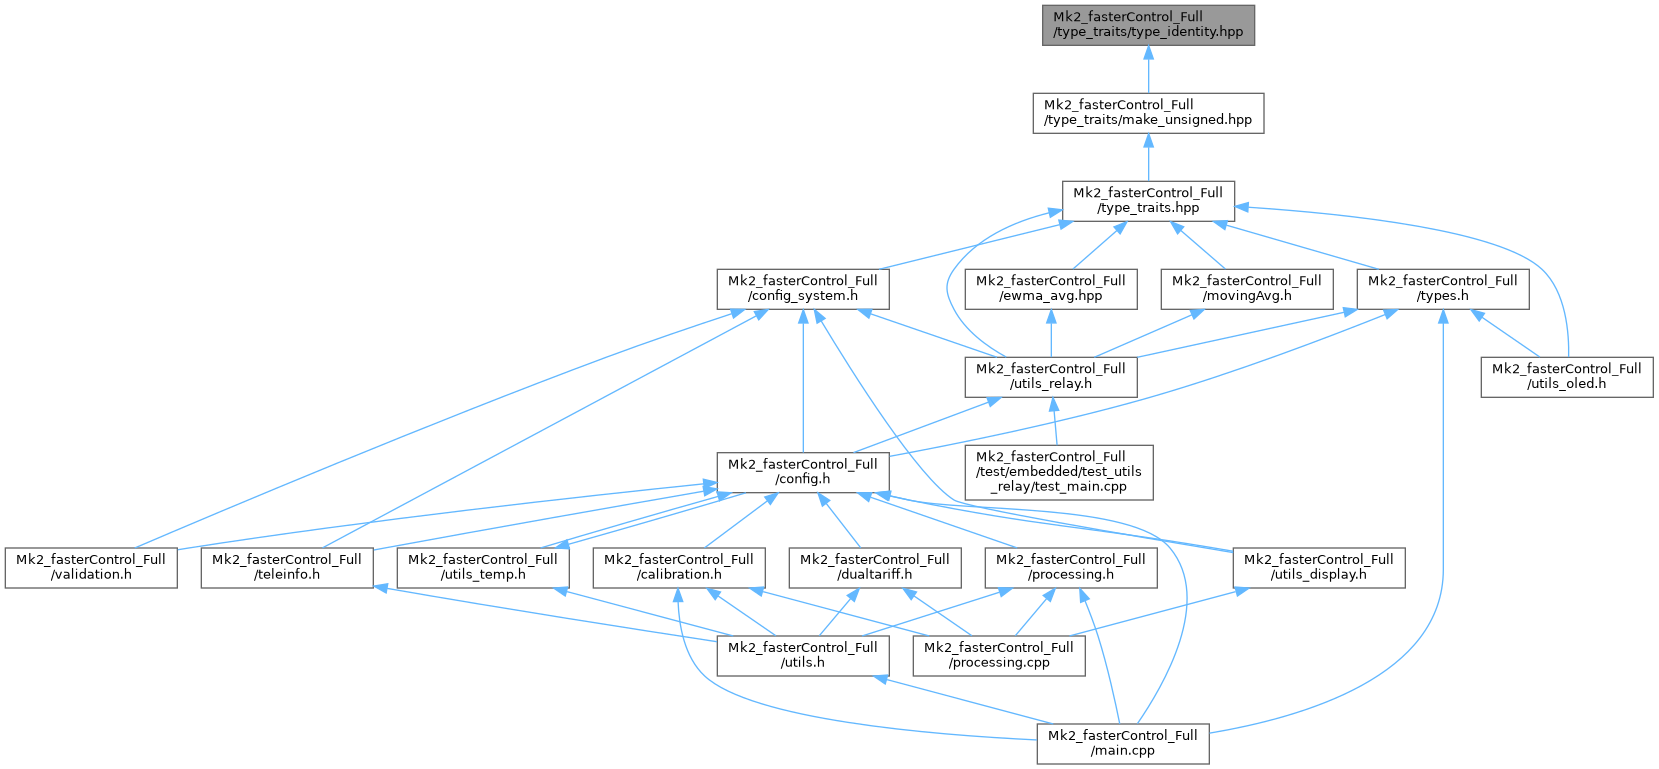 Mk2_fasterControl_Full
/type_traits/type_identity.hpp
Mk2_fasterControl_Full
/type_traits/make_unsigned.hpp
Mk2_fasterControl_Full
/type_traits.hpp
Mk2_fasterControl_Full
/config_system.h
Mk2_fasterControl_Full
/ewma_avg.hpp
Mk2_fasterControl_Full
/movingAvg.h
Mk2_fasterControl_Full
/types.h
Mk2_fasterControl_Full
/utils_relay.h
Mk2_fasterControl_Full
/utils_oled.h
Mk2_fasterControl_Full
/config.h
Mk2_fasterControl_Full
/test/embedded/test_utils
_relay/test_main.cpp
Mk2_fasterControl_Full
/validation.h
Mk2_fasterControl_Full
/teleinfo.h
Mk2_fasterControl_Full
/utils_temp.h
Mk2_fasterControl_Full
/calibration.h
Mk2_fasterControl_Full
/dualtariff.h
Mk2_fasterControl_Full
/processing.h
Mk2_fasterControl_Full
/utils_display.h
Mk2_fasterControl_Full
/utils.h
Mk2_fasterControl_Full
/processing.cpp
Mk2_fasterControl_Full
/main.cpp